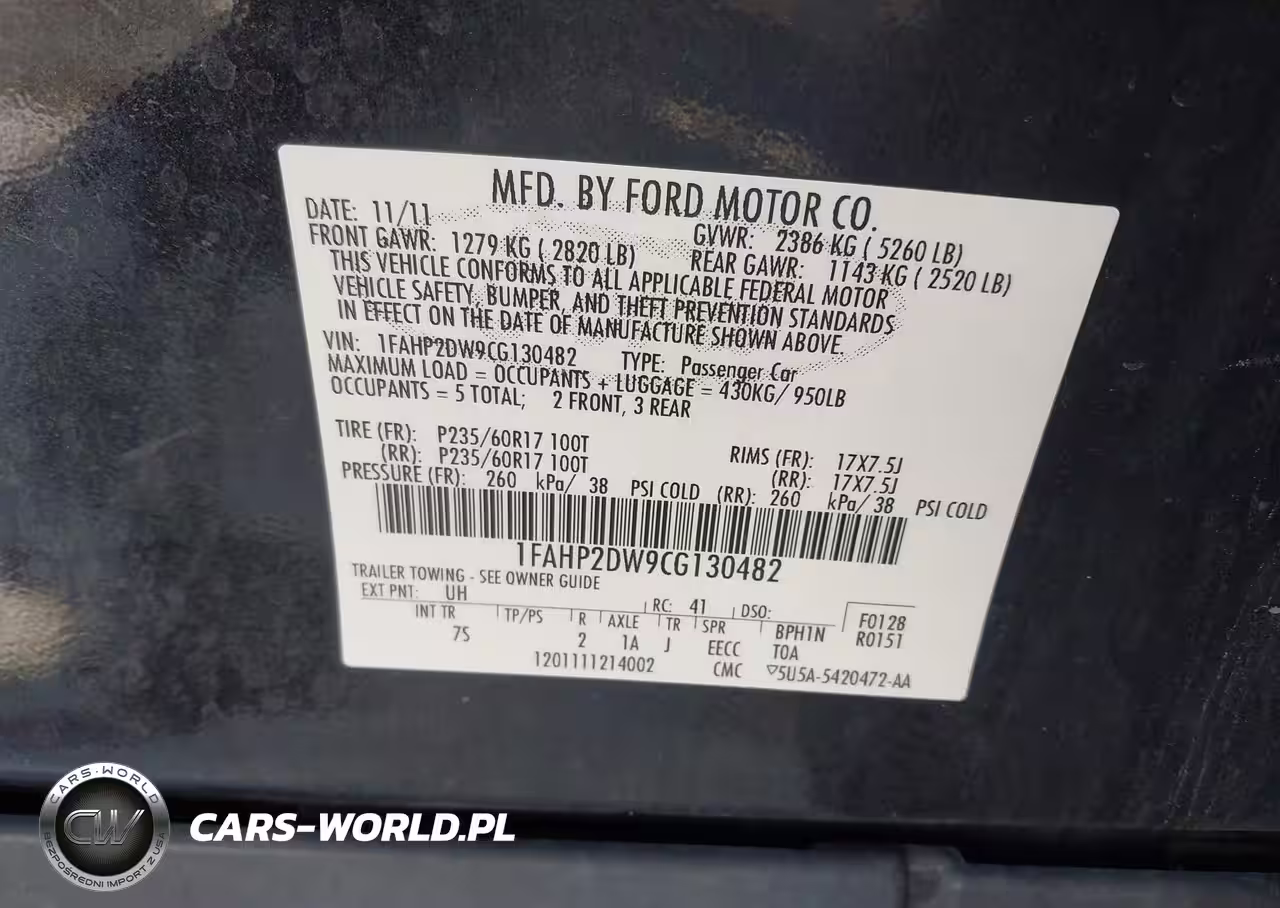 MFD. BY FORD MOTOR CO.
DATE: 11/11 GVWR: 2386 KG ( 5260 LB)
FRONT GAWR: 1279 KG ( 2820 LB) REAR GAWR: 1143 KG ( 2520 LB)
THIS VEHICLE CONFORMS TO ALL APPLICABLE FEDERAL MOTOR
VEHICLE SAFETY, BUMPER, AND THEFT PREVENTION STANDARDS
IN EFFECT ON THE DATE OF MANUFACTURE SHOWN ABOVE.
VIN: 1FAHP2DW9CG130482 TYPE: Passenger Car
MAXIMUM LOAD = OCCUPANTS + LUGGAGE = 430KG/ 950LB
OCCUPANTS = 5 TOTAL; 2 FRONT, 3 REAR
TIRE (FR): P235/60R17 100T RIMS (FR): 17X7.5J
(RR): P235/60R17 100T (RR): 17X7.5J
PRESSURE (FR): 260 kPa/ 38 PSI COLD (RR): 260 kPa/ 38 PSI COLD
1FAHP2DW9CG130482
TRAILER TOWING - SEE OWNER GUIDE
EXT PNT: UH RC: 41 DSO: F0128
INT TR TP/PS R AXLE TR SPR BPH1N R0151
7S 2 1A J EECC TOA
1201111214002 CMC ▽5U5A-5420472-AA
CARS-WORLD
CW
BEZPOŚREDNI IMPORT Z USA
CARS-WORLD.PL